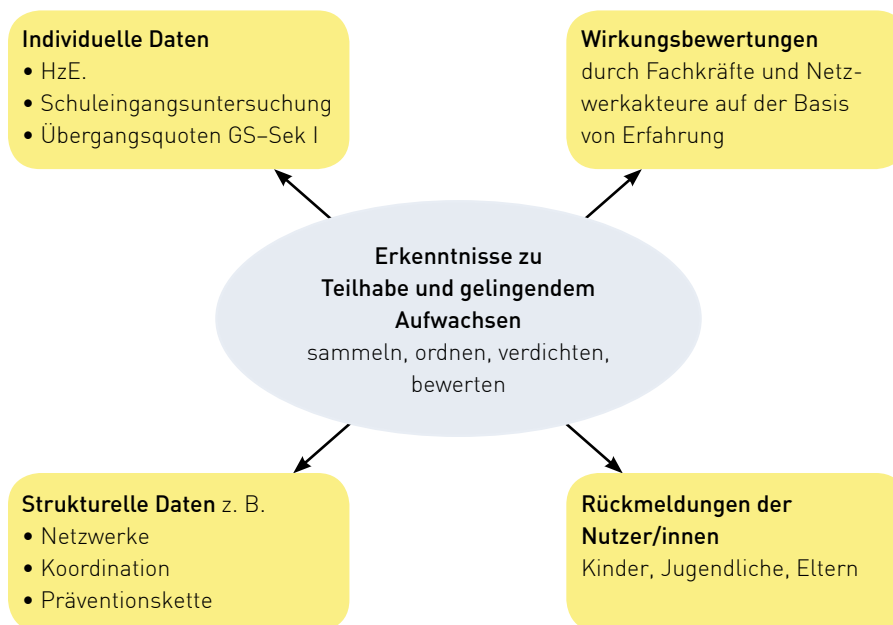 Individuelle Daten
• HzE.
• Schuleingangsuntersuchung
• Übergangsquoten GS–Sek I
Wirkungsbewertungen
durch Fachkräfte und Netz-
werkakteure auf der Basis
von Erfahrung
Erkenntnisse zu
Teilhabe und gelingendem
Aufwachsen
sammeln, ordnen, verdichten,
bewerten
Strukturelle Daten z. B.
• Netzwerke
• Koordination
• Präventionskette
Rückmeldungen der
Nutzer/innen
Kinder, Jugendliche, Eltern